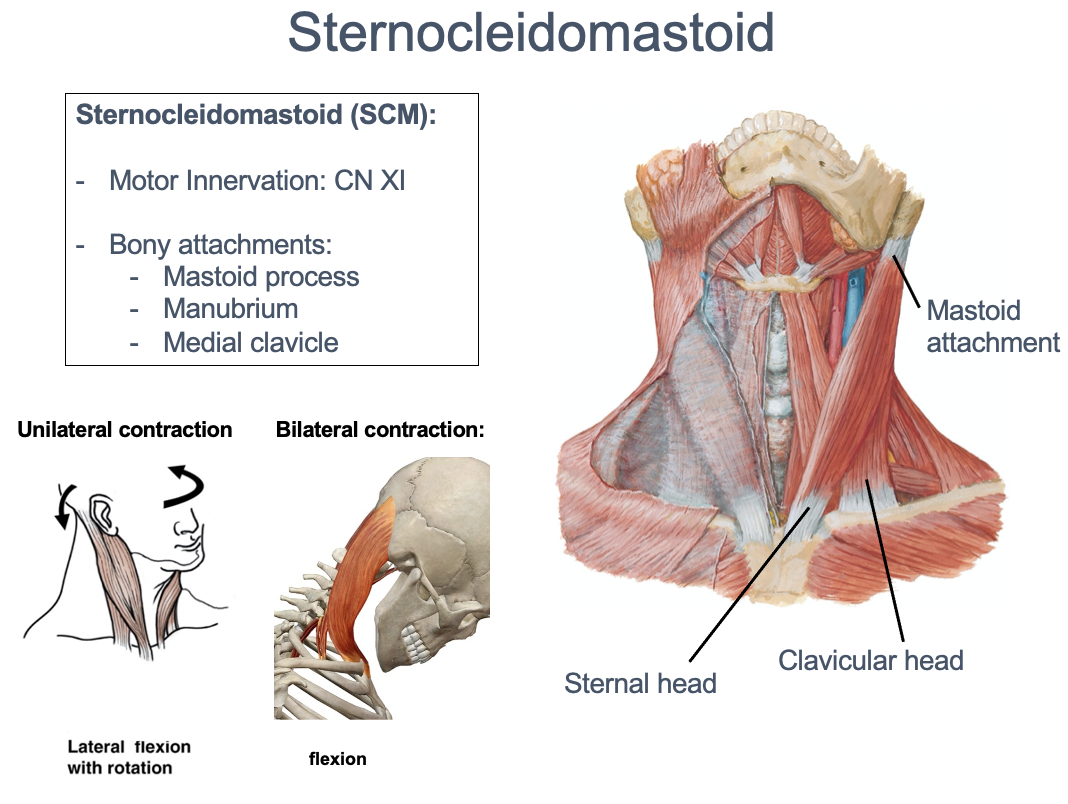 Sternocleidomastoid
Sternocleidomastoid (SCM):
- Motor Innervation: CN XI
- Bony attachments:
- Mastoid process
- Manubrium
- Medial clavicle
Unilateral contraction
Bilateral contraction:
Mastoid
attachment
Clavicular head
Sternal head
Lateral flexion
with rotation
flexion